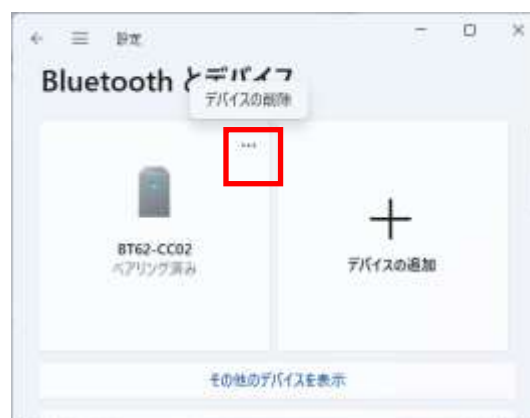 設定
Bluetooth とデバイス
デバイスの削除
BT62-CC02
ペアリング済み
デバイスの追加
その他のデバイスを表示